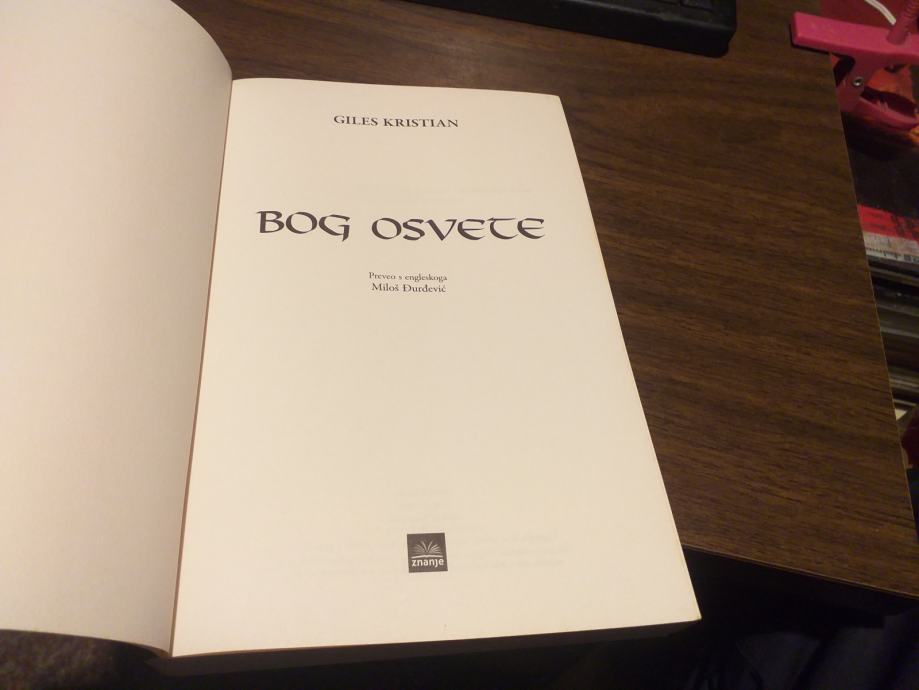 GILES KRISTIAN
BOG OSVETE
Preveo s engleskoga
Miloš Đurđević
znanje